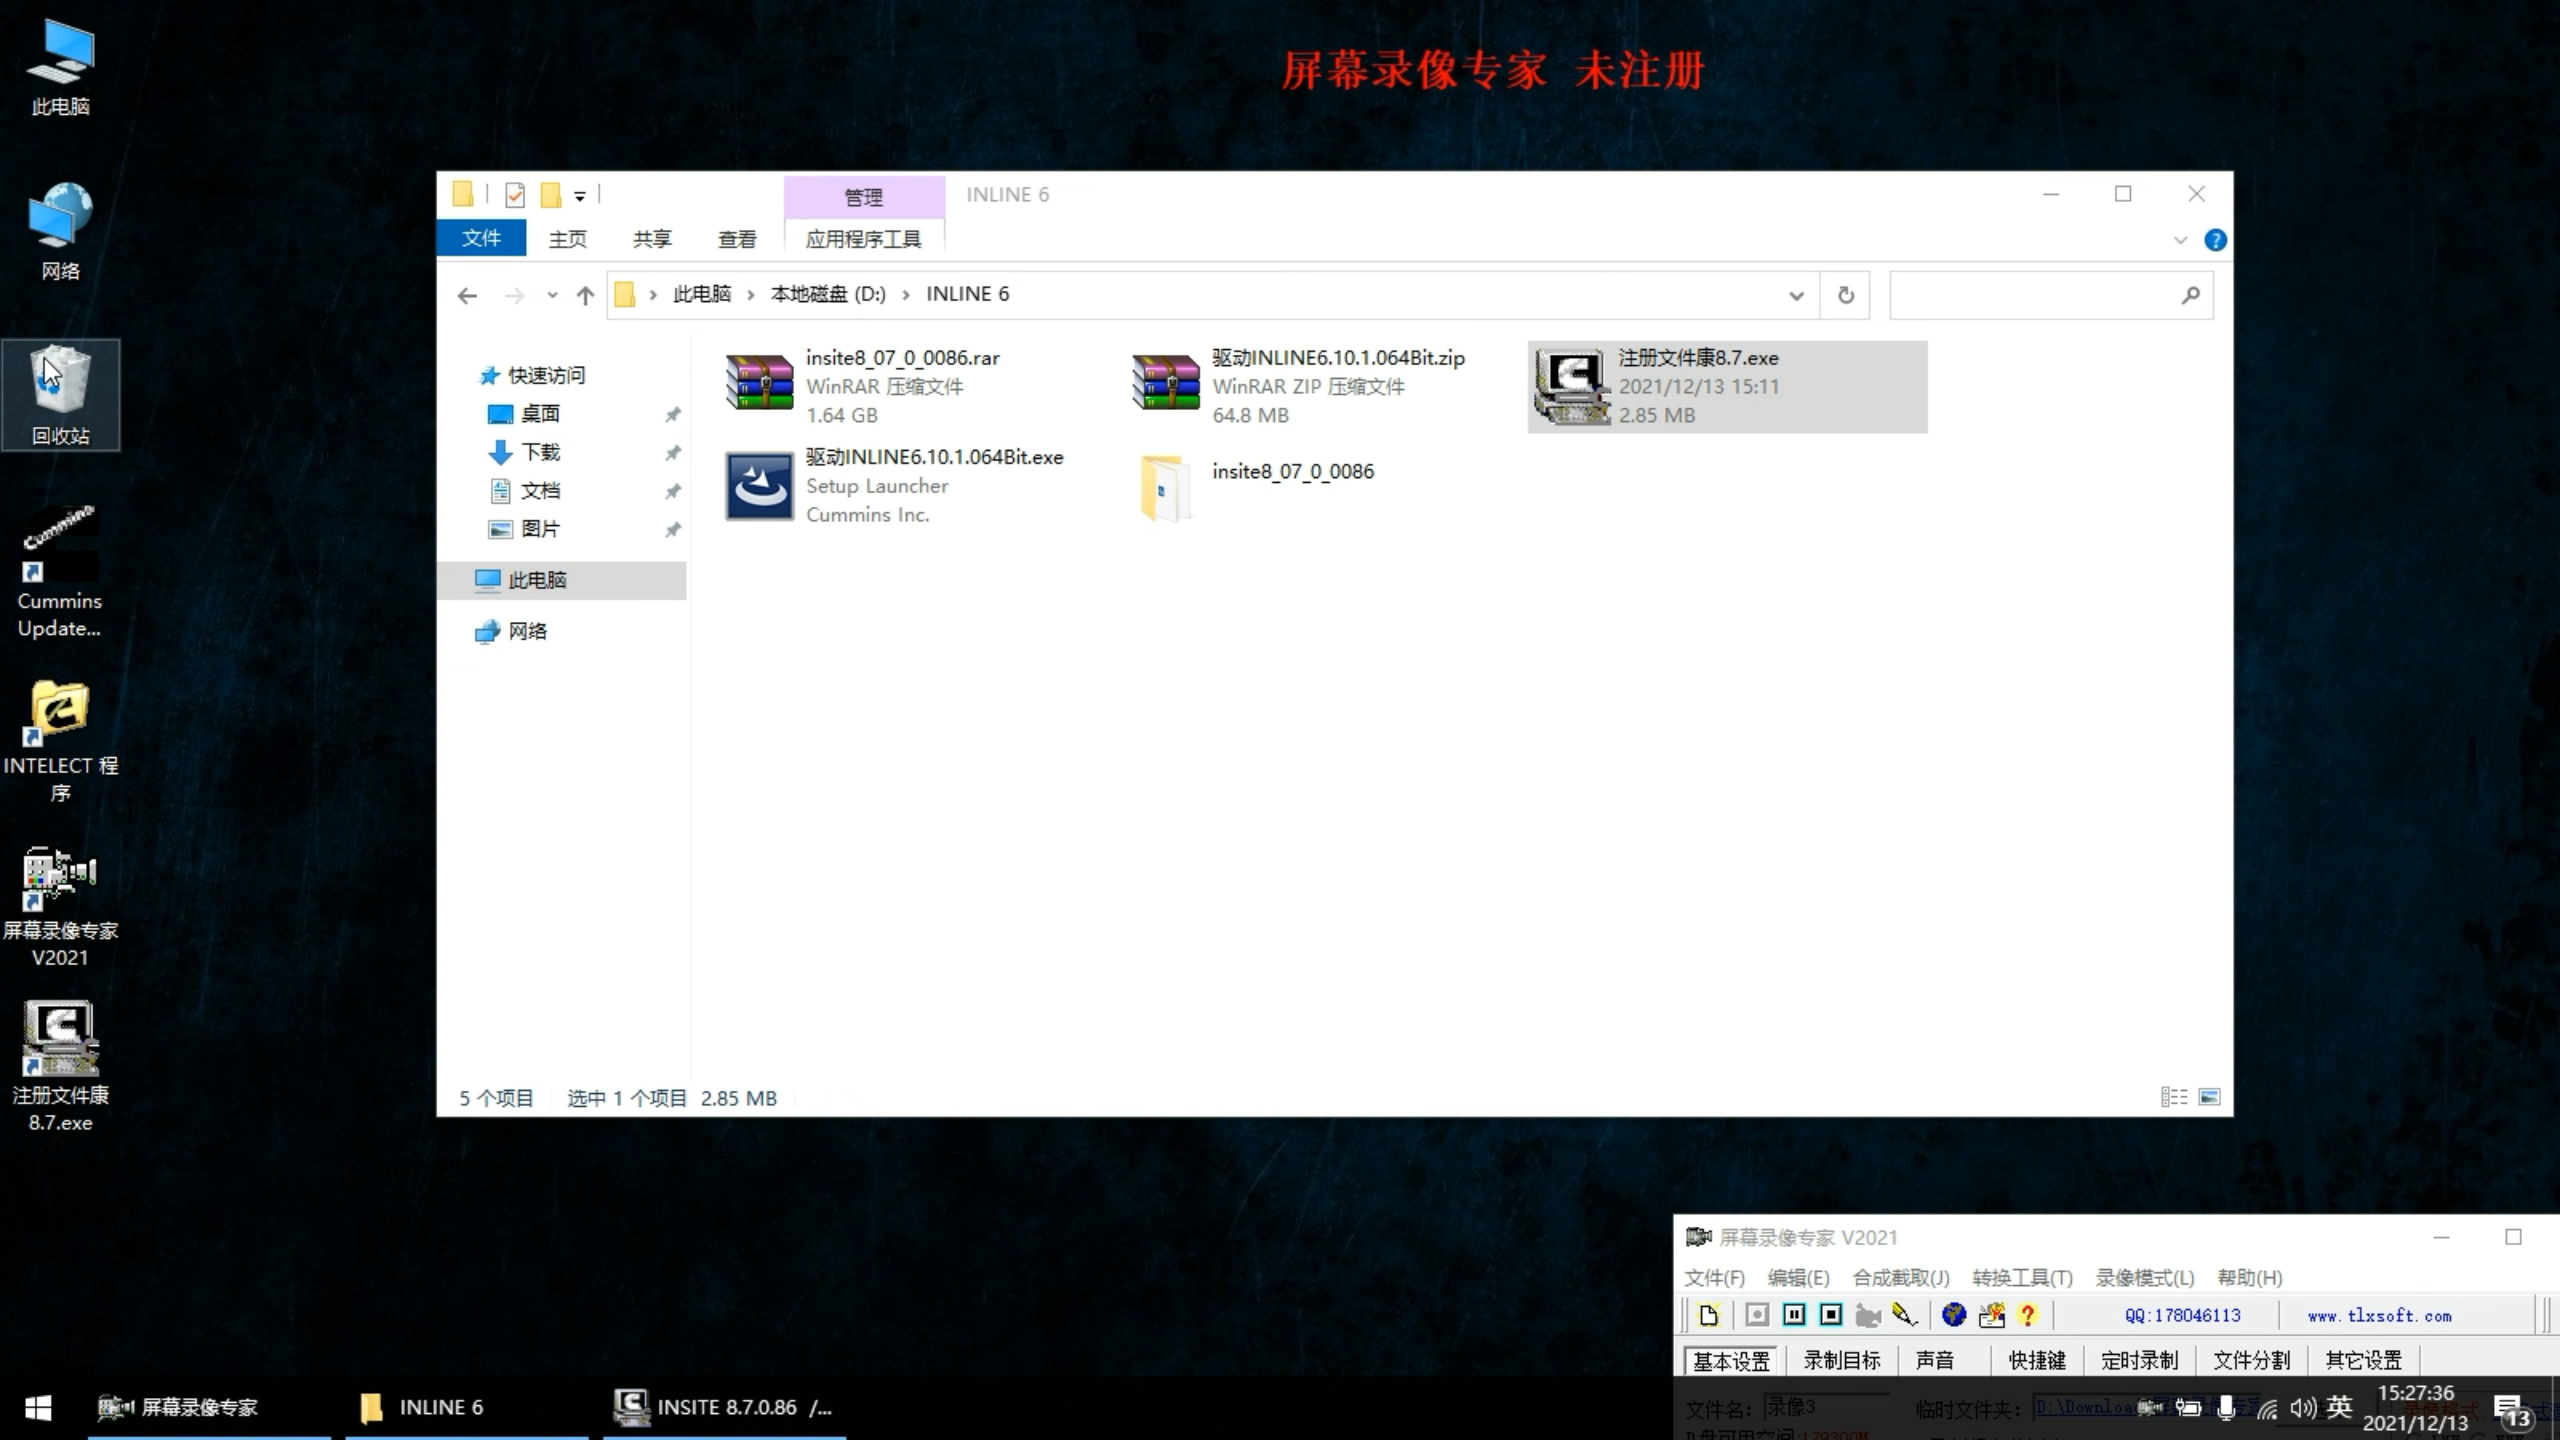 此电脑
网络
回收站
Cummins
Update...
INTELECT 程
序
屏幕录像专家
V2021
注册文件康
8.7.exe
屏幕录像专家 未注册
管理
INLINE 6
文件
主页
共享
查看
应用程序工具
此电脑
本地磁盘 (D:)
INLINE 6
快速访问
桌面
下载
文档
图片
此电脑
网络
insite8_07_0_0086.rar
WinRAR 压缩文件
1.64 GB
驱动INLINE6.10.1.064Bit.zip
WinRAR ZIP 压缩文件
64.8 MB
注册文件康8.7.exe
2021/12/13 15:11
2.85 MB
驱动INLINE6.10.1.064Bit.exe
Setup Launcher
Cummins Inc.
insite8_07_0_0086
5 个项目
选中 1 个项目 2.85 MB
屏幕录像专家 V2021
文件(F) 编辑(E) 合成截取(J) 转换工具(T) 录像模式(L) 帮助(H)
QQ:178046113
www.tlxsoft.com
基本设置 录制目标 声音 快捷键 定时录制 文件分割 其它设置
文件名: 录像3
临时文件夹:
屏幕录像专家
INLINE 6
INSITE 8.7.0.86 /...
英
15:27:36
2021/12/13
13